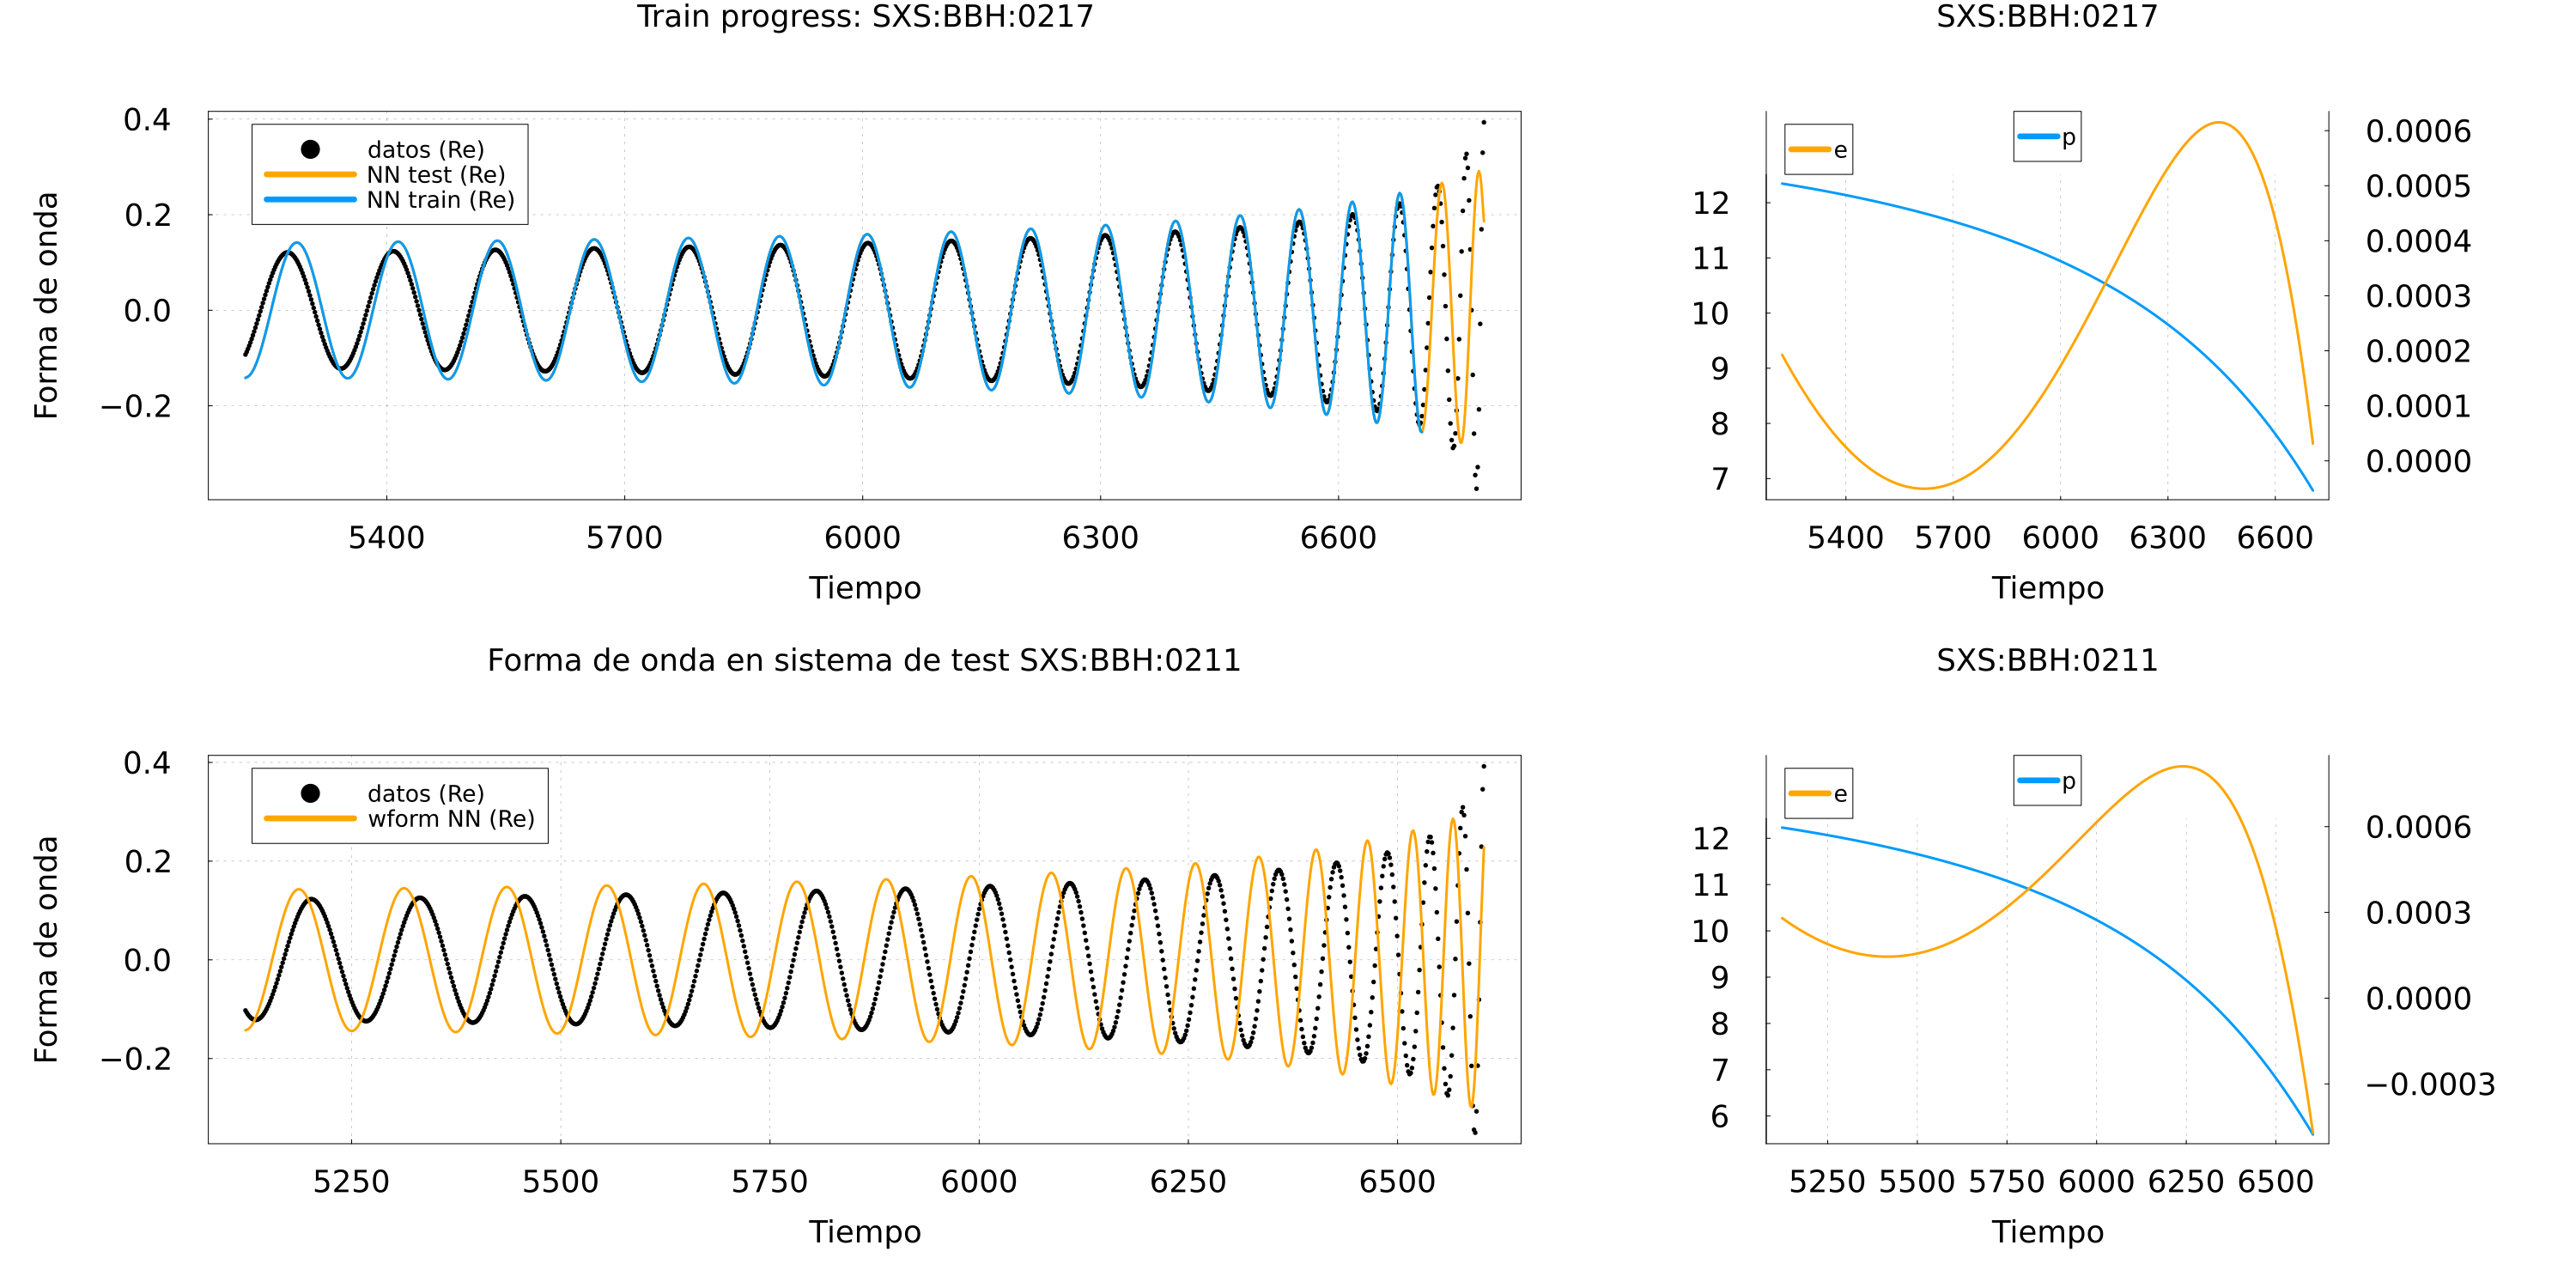 Train progress: SXS:BBH:0217
Forma de onda
0.4
0.2
0.0
−0.2
datos (Re)
NN test (Re)
NN train (Re)
5400 5700 6000 6300 6600
Tiempo
SXS:BBH:0217
e
p
12
11
10
9
8
7
0.0006
0.0005
0.0004
0.0003
0.0002
0.0001
0.0000
5400 5700 6000 6300 6600
Tiempo
Forma de onda en sistema de test SXS:BBH:0211
Forma de onda
0.4
0.2
0.0
−0.2
datos (Re)
wform NN (Re)
5250 5500 5750 6000 6250 6500
Tiempo
SXS:BBH:0211
e
p
12
11
10
9
8
7
6
0.0006
0.0003
0.0000
−0.0003
5250 5500 5750 6000 6250 6500
Tiempo